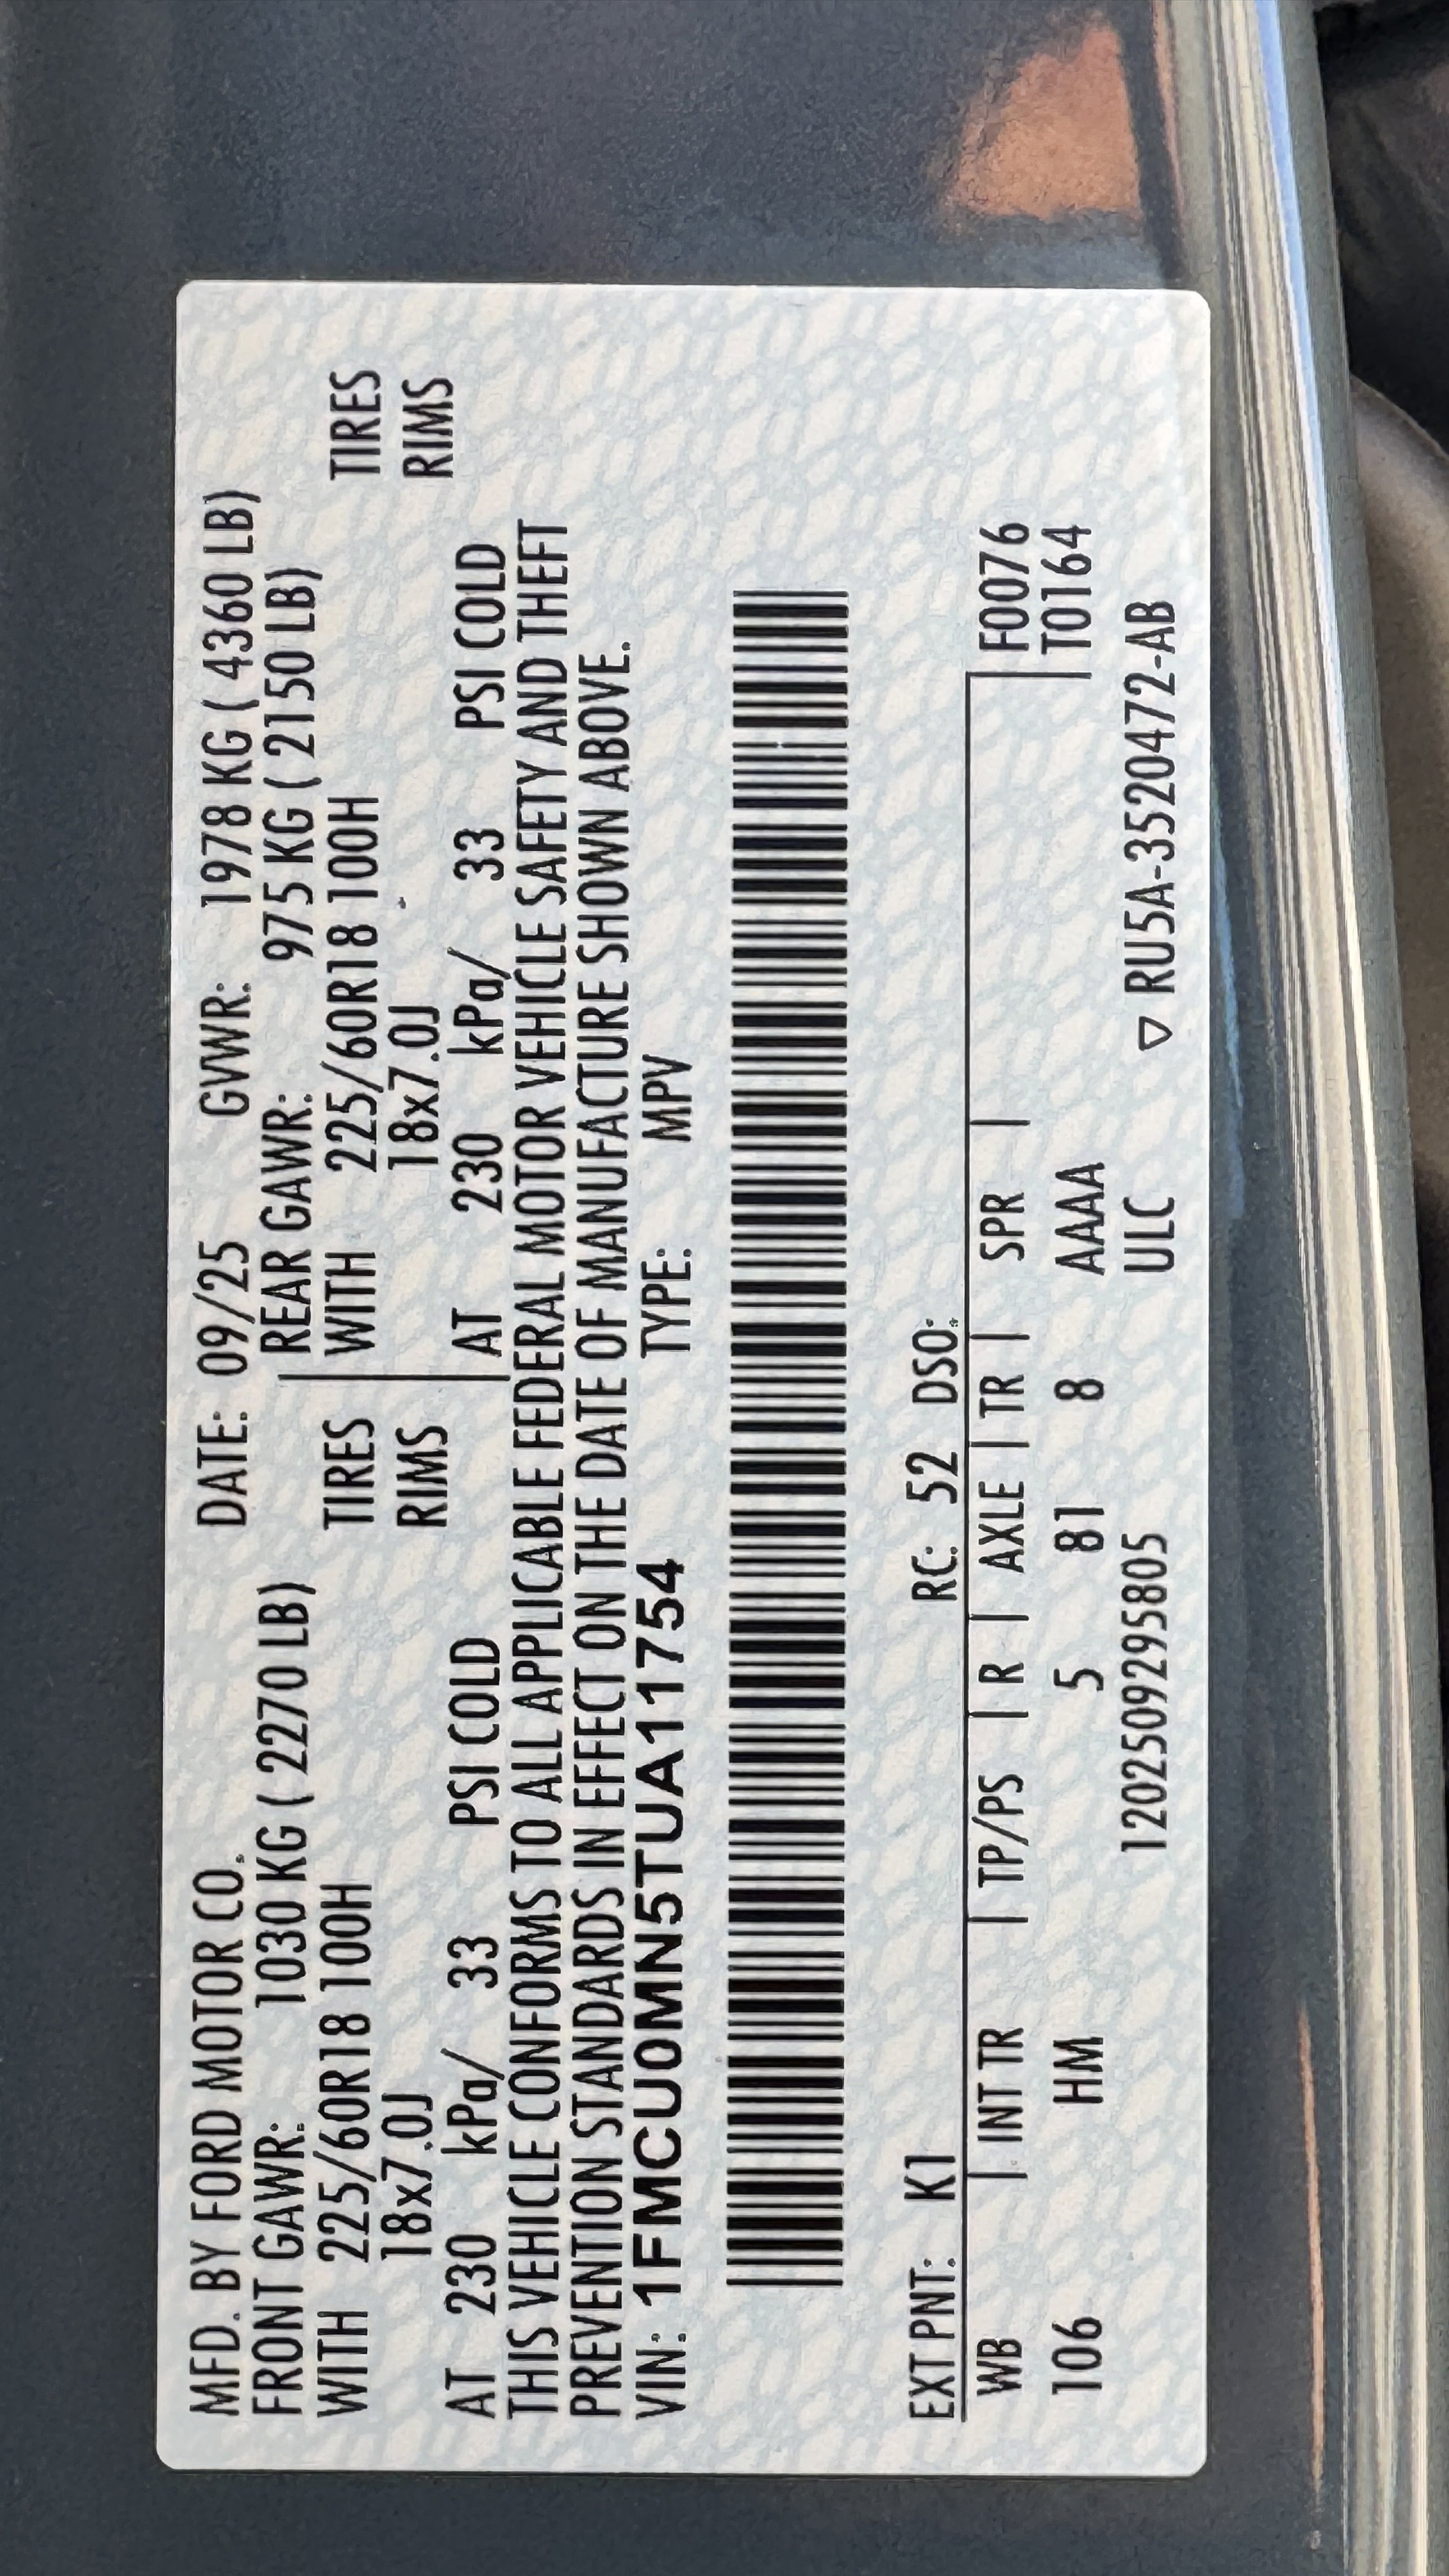 MFD. BY FORD MOTOR CO. DATE: 09/25 GVWR: 1978 KG ( 4360 LB)
FRONT GAWR: 1030 KG ( 2270 LB) REAR GAWR: 975 KG ( 2150 LB)
WITH 225/60R18 100H TIRES WITH 225/60R18 100H TIRES
18x7.0J RIMS 18x7.0J RIMS
AT 230 kPa/ 33 PSI COLD AT 230 kPa/ 33 PSI COLD
THIS VEHICLE CONFORMS TO ALL APPLICABLE FEDERAL MOTOR VEHICLE SAFETY AND THEFT
PREVENTION STANDARDS IN EFFECT ON THE DATE OF MANUFACTURE SHOWN ABOVE.
VIN: 1FMCU0MN5TUA11754 TYPE: MPV
EXT PNT: K1 RC: 52 DSO:
WB | INT TR | TP/PS | R | AXLE | TR | SPR | F0076
106 HM 5 81 8 AAAA T0164
120250929580​5 ULC ▽ RU5A-3520472-AB